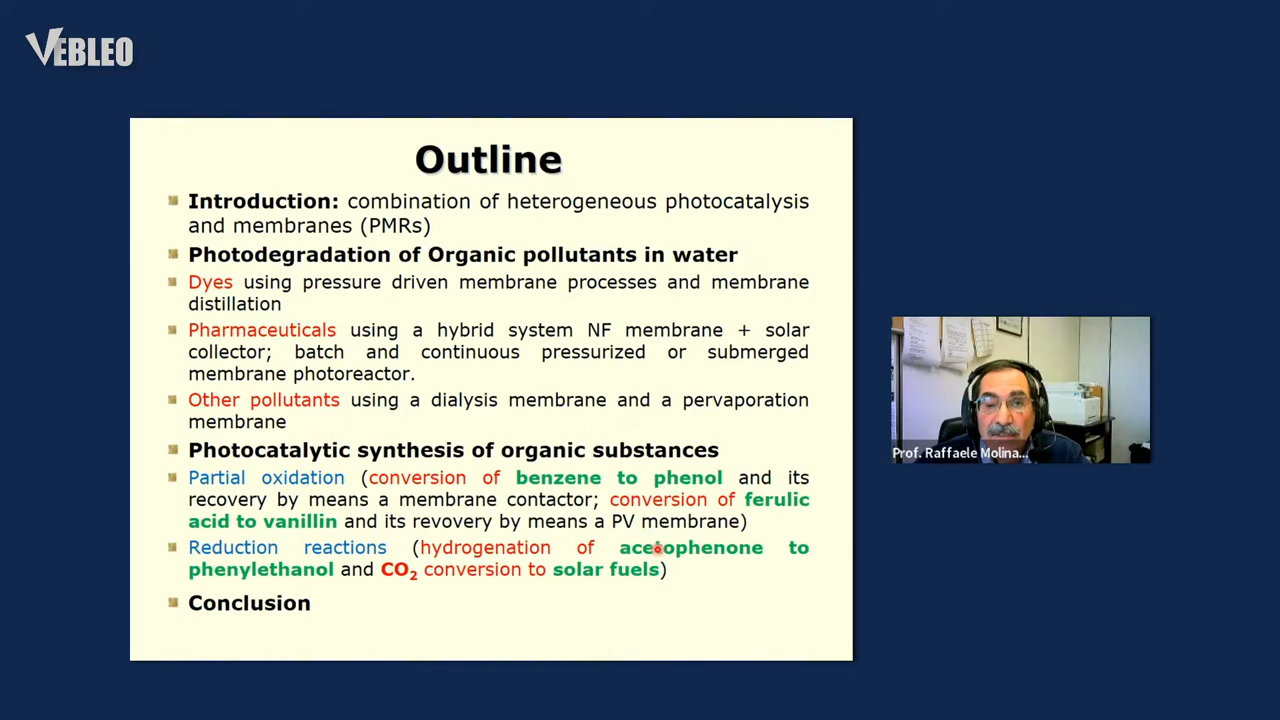 VEBLEO
Outline
Introduction: combination of heterogeneous photocatalysis
and membranes (PMRs)
Photodegradation of Organic pollutants in water
Dyes using pressure driven membrane processes and membrane
distillation
Pharmaceuticals using a hybrid system NF membrane + solar
collector; batch and continuous pressurized or submerged
membrane photoreactor.
Other pollutants using a dialysis membrane and a pervaporation
membrane
Photocatalytic synthesis of organic substances
Partial oxidation (conversion of benzene to phenol and its
recovery by means a membrane contactor; conversion of ferulic
acid to vanillin and its revovery by means a PV membrane)
Reduction reactions (hydrogenation of acetophenone to
phenylethanol and CO2 conversion to solar fuels)
Conclusion
Prof. Raffaele Molina...